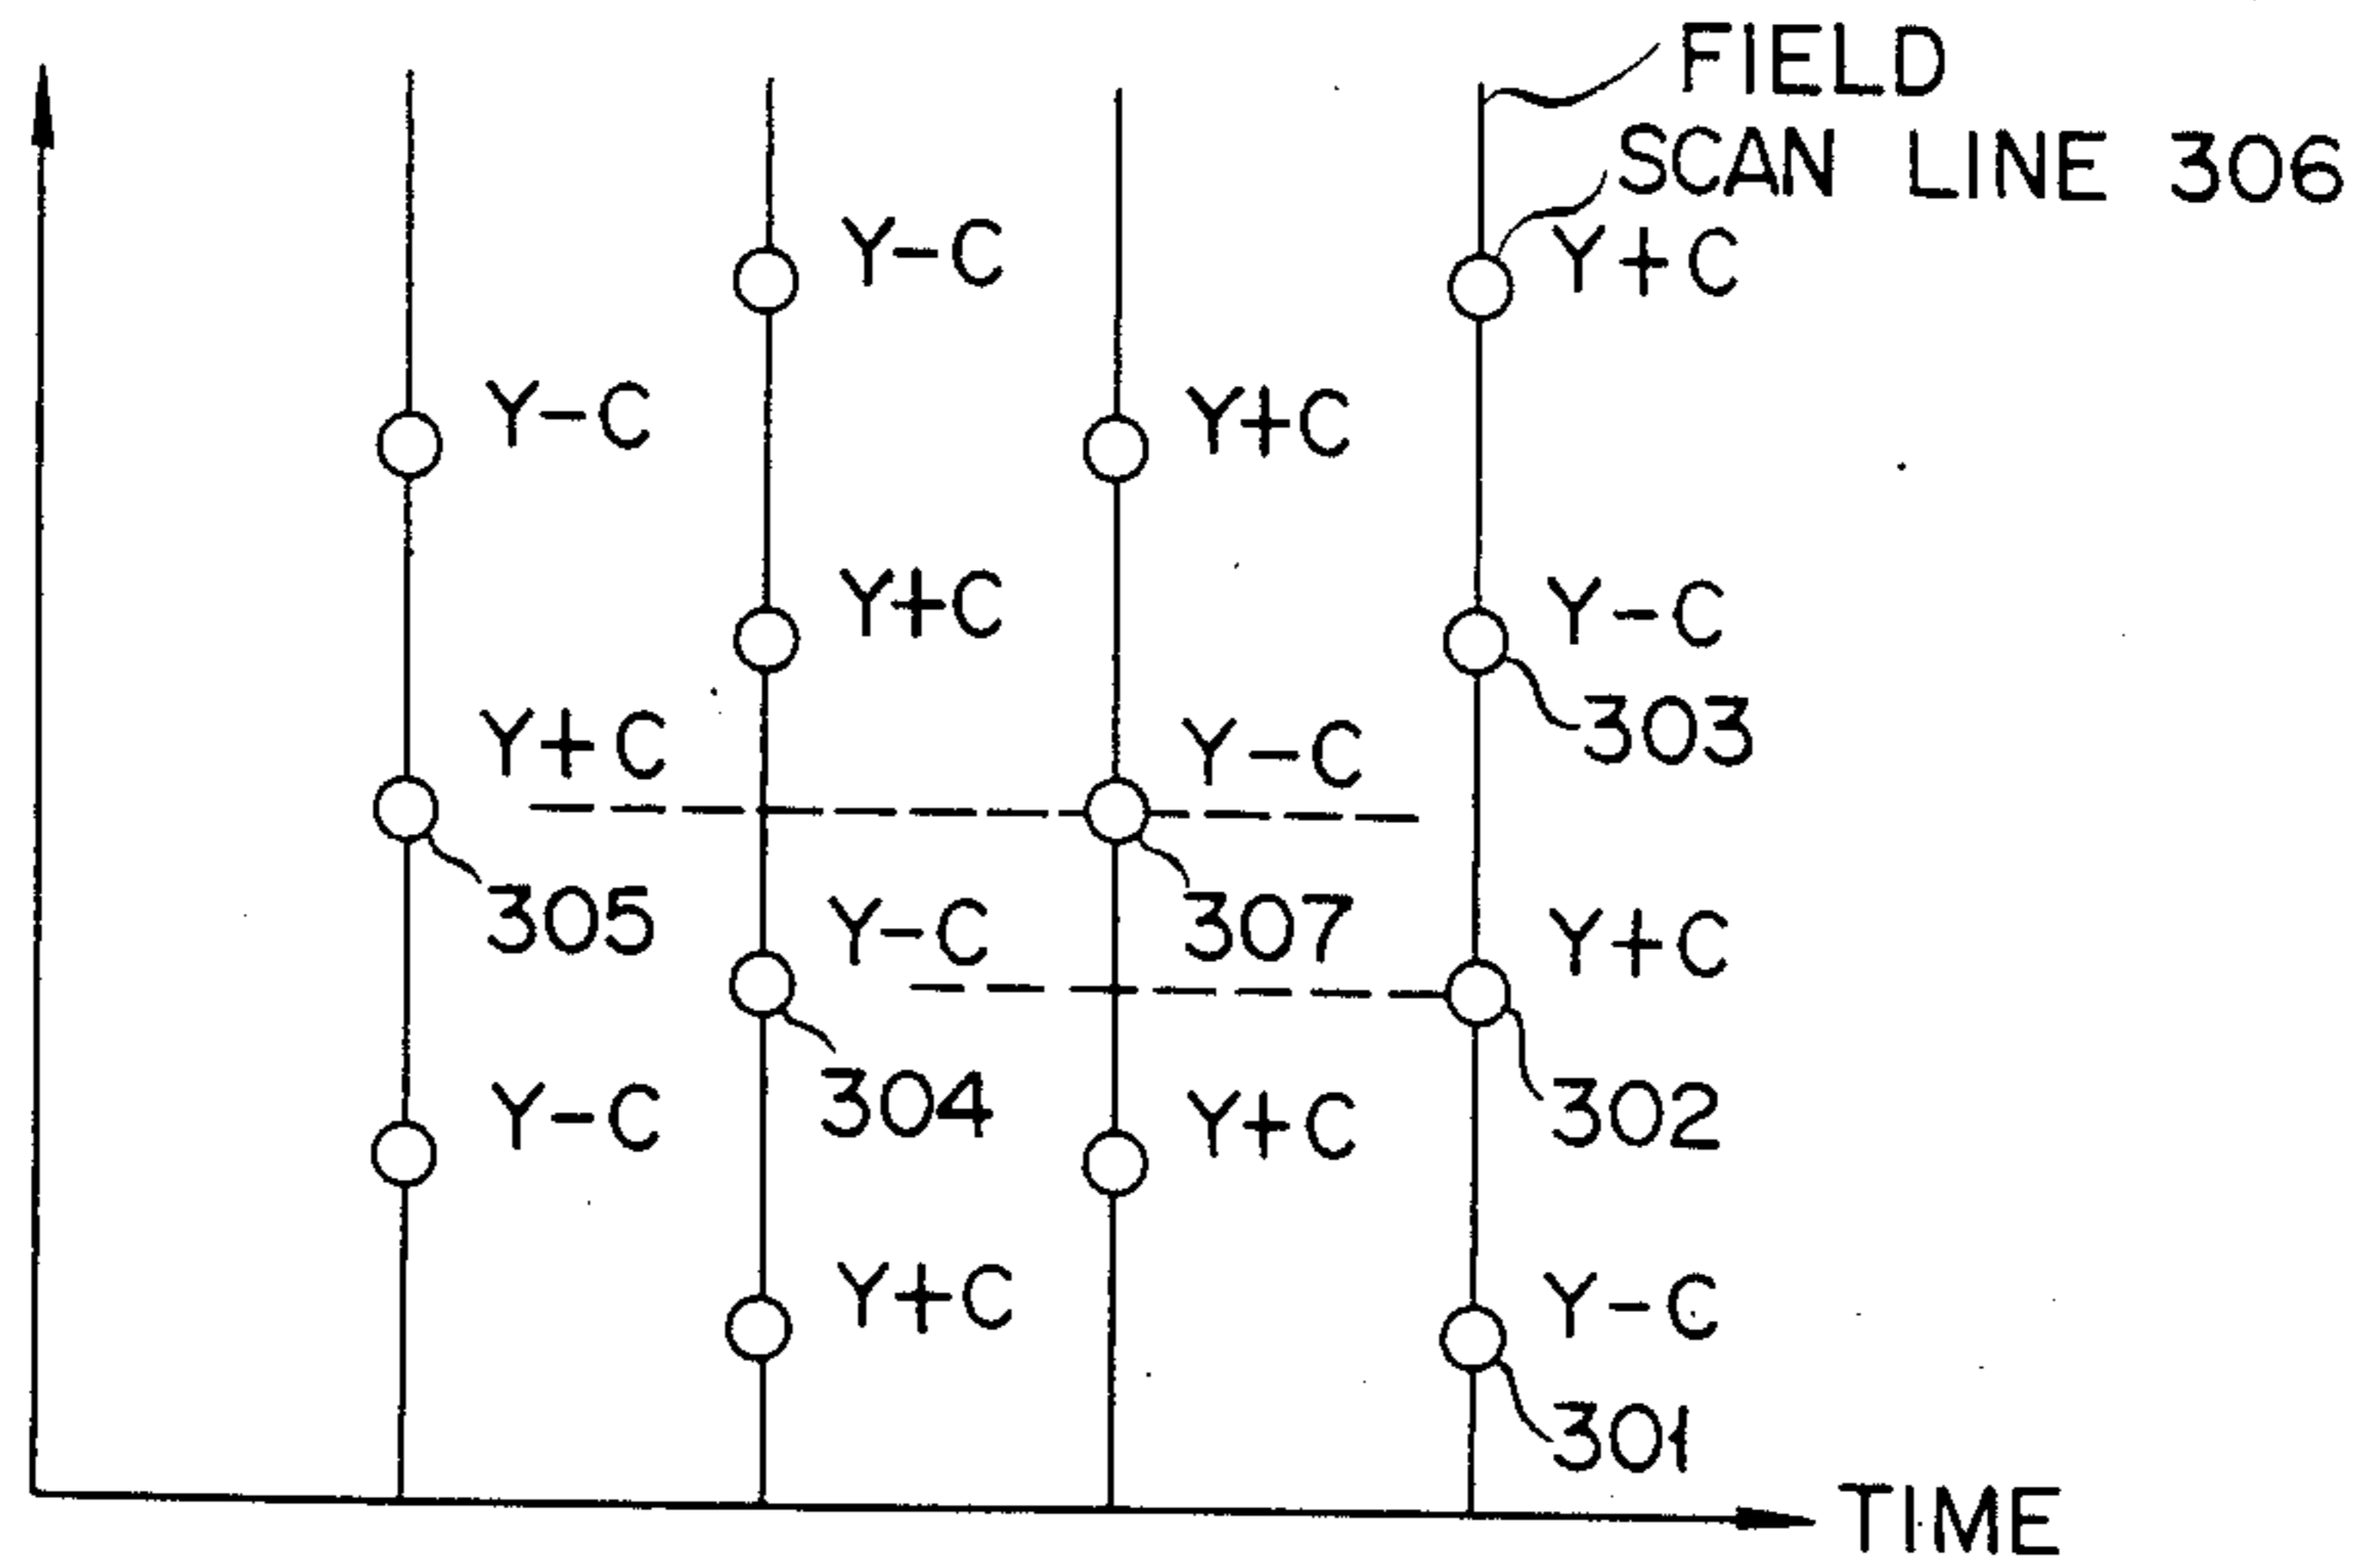 FIELD
SCAN LINE 306
Y-C
Y+C
Y-C
Y+C
Y+C
Y-C
Y+C
Y-C
303
Y-C
305
Y-C
307
Y+C
304
302
Y-C
Y+C
Y+C
Y-C
301
TIME